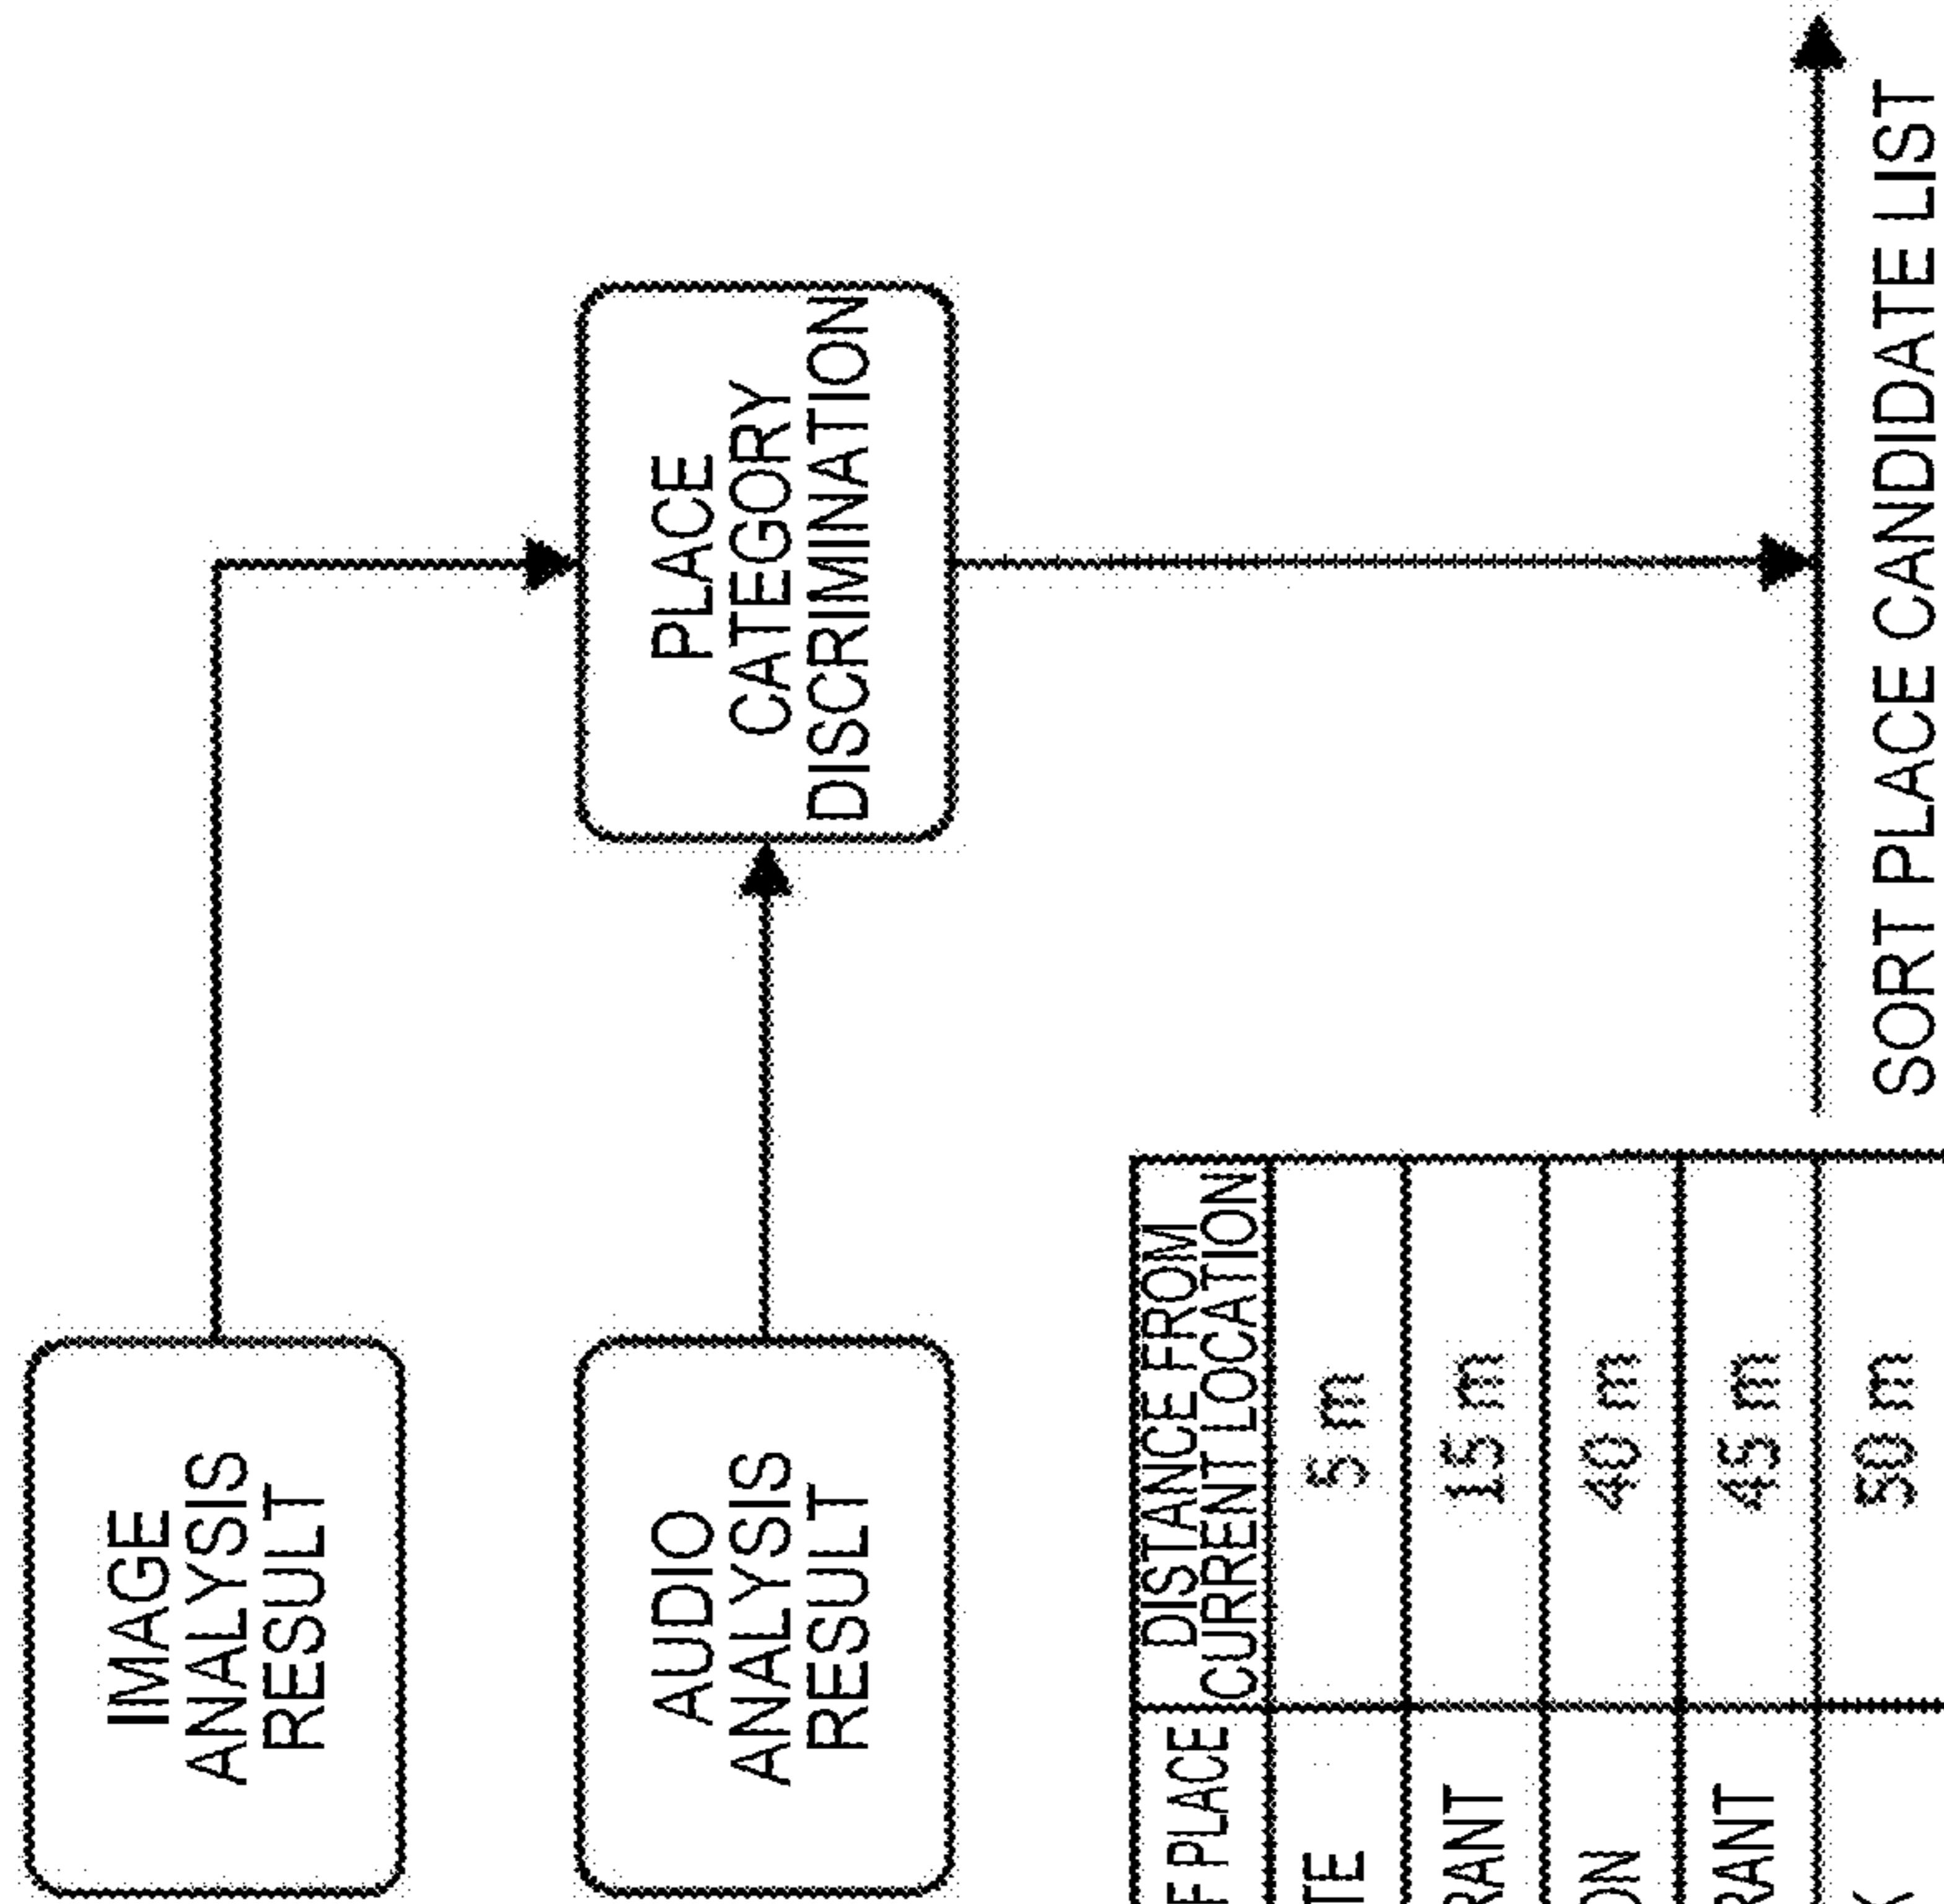 IMAGE
ANALYSIS
RESULT
AUDIO
ANALYSIS
RESULT
PLACE
CATEGORY
DISCRIMINATION
PLACE
DISTANCE FROM
CURRENT LOCATION
5 m
15 m
40 m
45 m
50 m
SORT PLACE CANDIDATE LIST